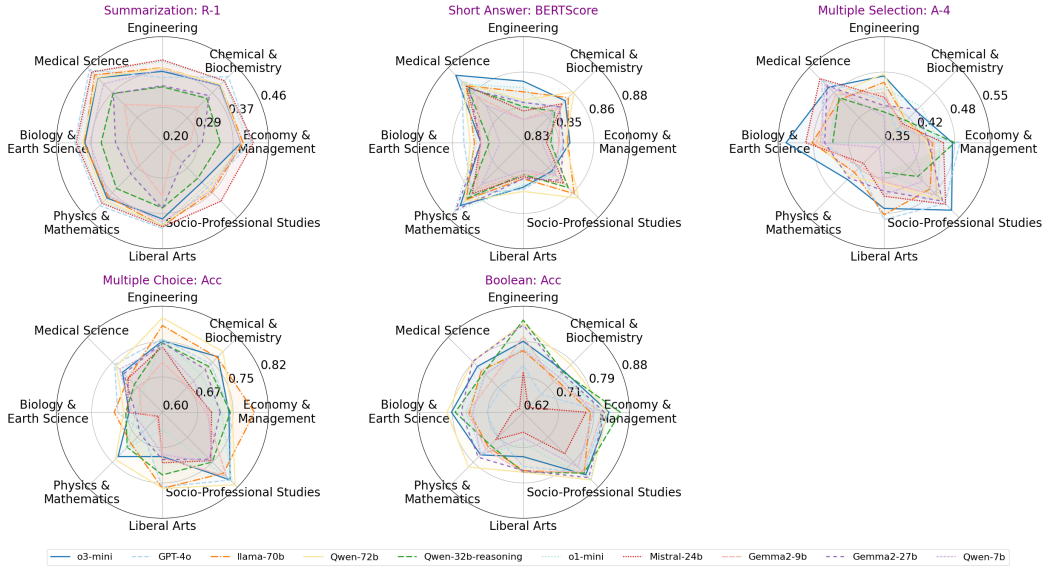 Summarization: R-1
Engineering
Chemical &
Biochemistry
Medical Science
0.46
0.37
0.29
0.20
Biology &
Earth Science
Economy &
Management
Physics &
Mathematics
Socio-Professional Studies
Liberal Arts
Short Answer: BERTScore
Engineering
Chemical &
Biochemistry
Medical Science
0.88
0.86
0.85
0.83
Biology &
Earth Science
Economy &
Management
Physics &
Mathematics
Socio-Professional Studies
Liberal Arts
Multiple Selection: A-4
Engineering
Chemical &
Biochemistry
Medical Science
0.55
0.48
0.42
0.35
Biology &
Earth Science
Economy &
Management
Physics &
Mathematics
Socio-Professional Studies
Liberal Arts
Multiple Choice: Acc
Engineering
Chemical &
Biochemistry
Medical Science
0.82
0.75
0.67
0.60
Biology &
Earth Science
Economy &
Management
Physics &
Mathematics
Socio-Professional Studies
Liberal Arts
Boolean: Acc
Engineering
Chemical &
Biochemistry
Medical Science
0.88
0.79
0.71
0.62
Biology &
Earth Science
Economy &
Management
Physics &
Mathematics
Socio-Professional Studies
Liberal Arts
o3-mini GPT-4o llama-70b Qwen-72b Qwen-32b-reasoning o1-mini Mistral-24b Gemma2-9b Gemma2-27b Qwen-7b